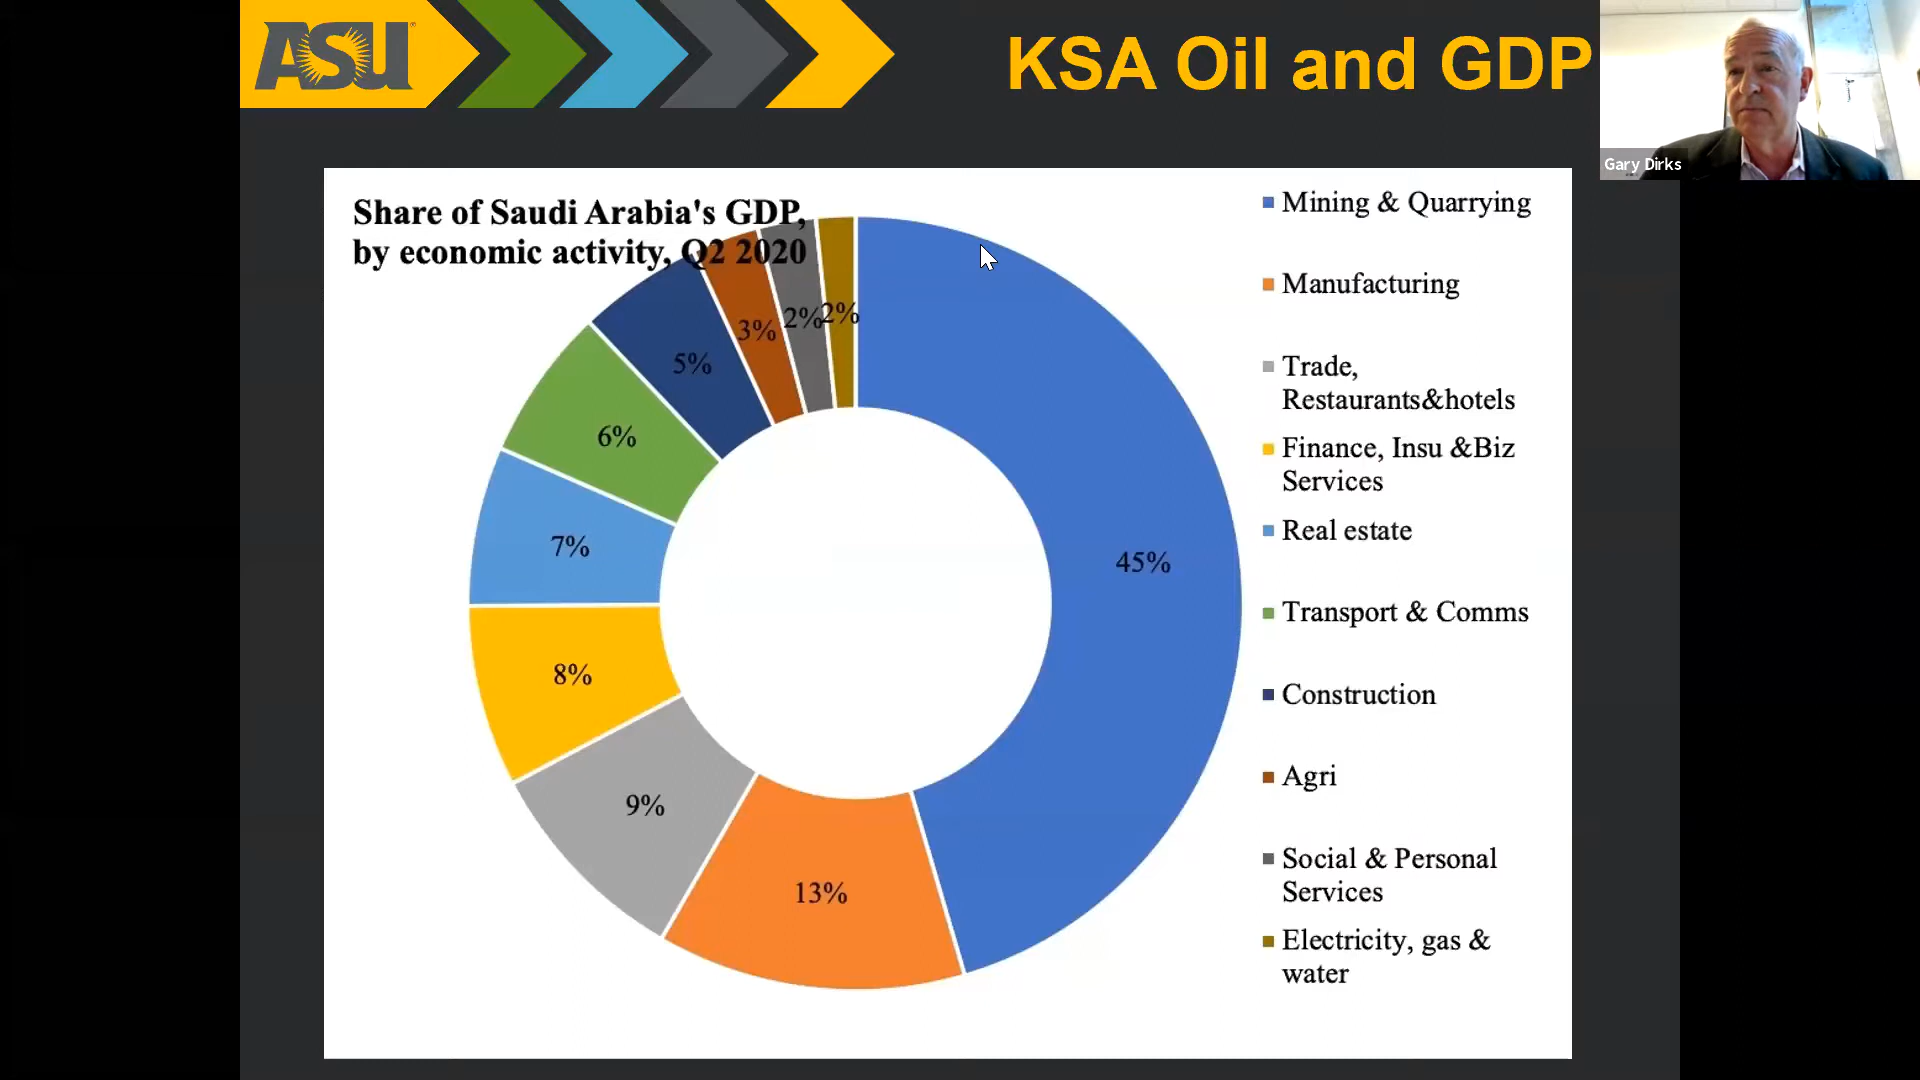 ASU
KSA Oil and GDP
Gary Dirks
Share of Saudi Arabia's GDP,
by economic activity, Q2 2020
45%
13%
9%
8%
7%
6%
5%
3%
2%
2%
Mining & Quarrying
Manufacturing
Trade,
Restaurants&hotels
Finance, Insu &Biz
Services
Real estate
Transport & Comms
Construction
Agri
Social & Personal
Services
Electricity, gas &
water